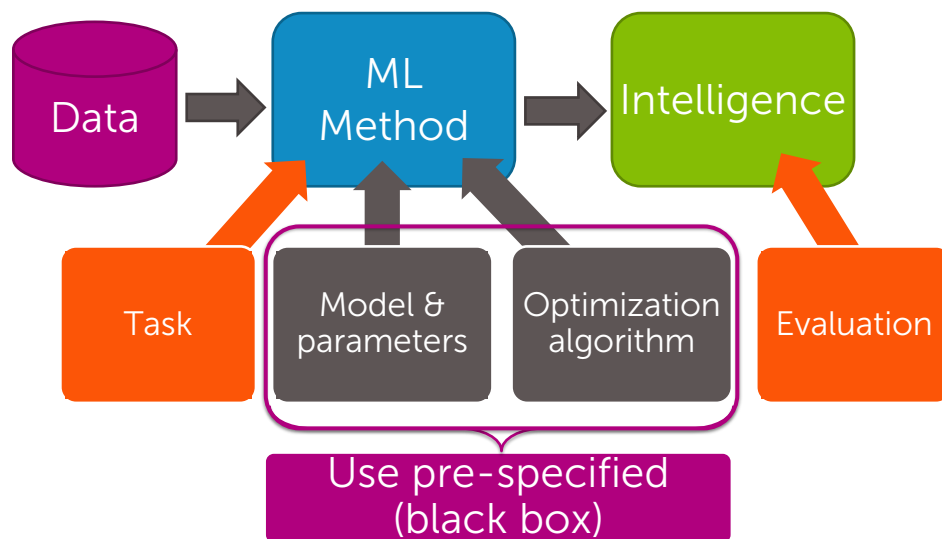 Data
ML
Method
Intelligence
Task
Model &
parameters
Optimization
algorithm
Evaluation
Use pre-specified
(black box)